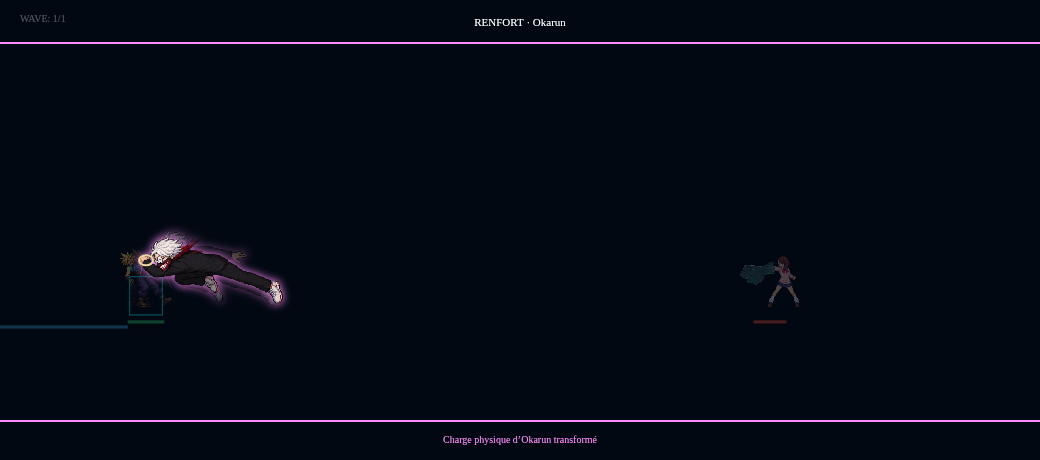 WAVE: 1/1
RENFORT · Okarun
Charge physique d’Okarun transformé